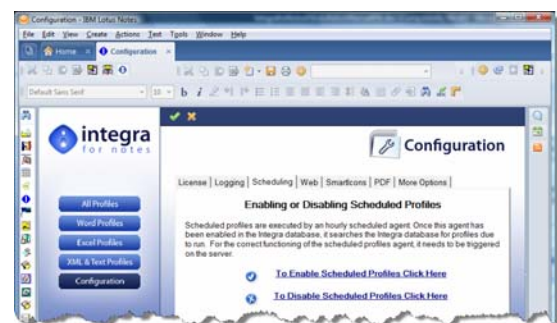 Configuration - IBM Lotus Notes
File Edit View Create Actions Text Tools Window Help
Home Configuration
Default Sans Serif 10
integra
for notes
Configuration
License Logging Scheduling Web SmartIcons PDF More Options
All Profiles
Word Profiles
Excel Profiles
XML & Text Profiles
Configuration
Enabling or Disabling Scheduled Profiles
Scheduled profiles are executed by an hourly scheduled agent. Once this agent has
been enabled in the Integra database, it searches the Integra database for profiles due
to run. For the correct functioning of the scheduled profiles agent, it needs to be triggered
on the server.
To Enable Scheduled Profiles Click Here
To Disable Scheduled Profiles Click Here